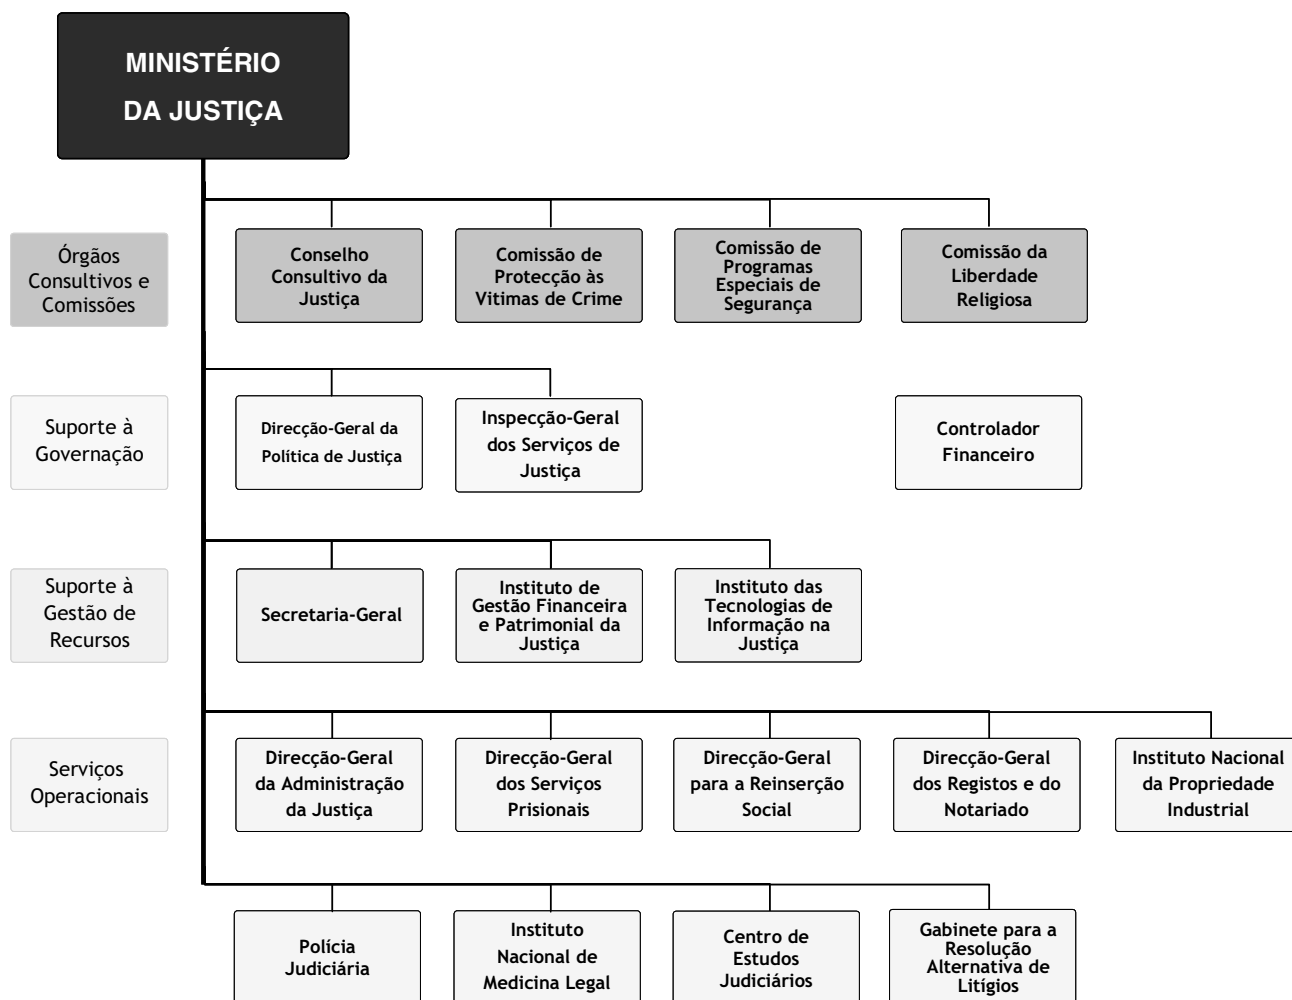 MINISTÉRIO
DA JUSTIÇA
Órgãos
Consultivos e
Comissões
Conselho
Consultivo da
Justiça
Comissão de
Protecção às
Vitimas de Crime
Comissão de
Programas
Especiais de
Segurança
Comissão da
Liberdade
Religiosa
Suporte à
Governação
Direcção-Geral da
Política de Justiça
Inspecção-Geral
dos Serviços de
Justiça
Controlador
Financeiro
Suporte à
Gestão de
Recursos
Secretaria-Geral
Instituto de
Gestão Financeira
e Patrimonial da
Justiça
Instituto das
Tecnologias de
Informação na
Justiça
Serviços
Operacionais
Direcção-Geral
da Administração
da Justiça
Direcção-Geral
dos Serviços
Prisionais
Direcção-Geral
para a Reinserção
Social
Direcção-Geral
dos Registos e do
Notariado
Instituto Nacional
da Propriedade
Industrial
Polícia
Judiciária
Instituto
Nacional de
Medicina Legal
Centro de
Estudos
Judiciários
Gabinete para a
Resolução
Alternativa de
Litígios